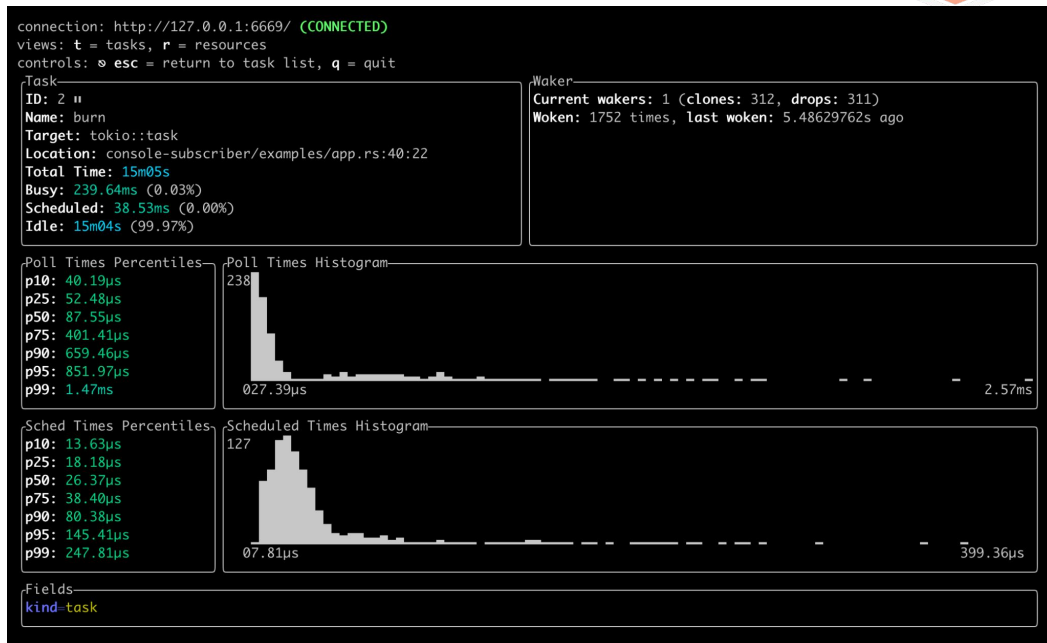 connection: http://127.0.0.1:6669/ (CONNECTED)
views: t = tasks, r = resources
controls: ⎋ esc = return to task list, q = quit
Task
ID: 2 ⏸
Name: burn
Target: tokio::task
Location: console-subscriber/examples/app.rs:40:22
Total Time: 15m05s
Busy: 239.64ms (0.03%)
Scheduled: 38.53ms (0.00%)
Idle: 15m04s (99.97%)
Waker
Current wakers: 1 (clones: 312, drops: 311)
Woken: 1752 times, last woken: 5.48629762s ago
Poll Times Percentiles
p10: 40.19µs
p25: 52.48µs
p50: 87.55µs
p75: 401.41µs
p90: 659.46µs
p95: 851.97µs
p99: 1.47ms
Poll Times Histogram
238
027.39µs 2.57ms
Sched Times Percentiles
p10: 13.63µs
p25: 18.18µs
p50: 26.37µs
p75: 38.40µs
p90: 80.38µs
p95: 145.41µs
p99: 247.81µs
Scheduled Times Histogram
127
07.81µs 399.36µs
Fields
kind=task